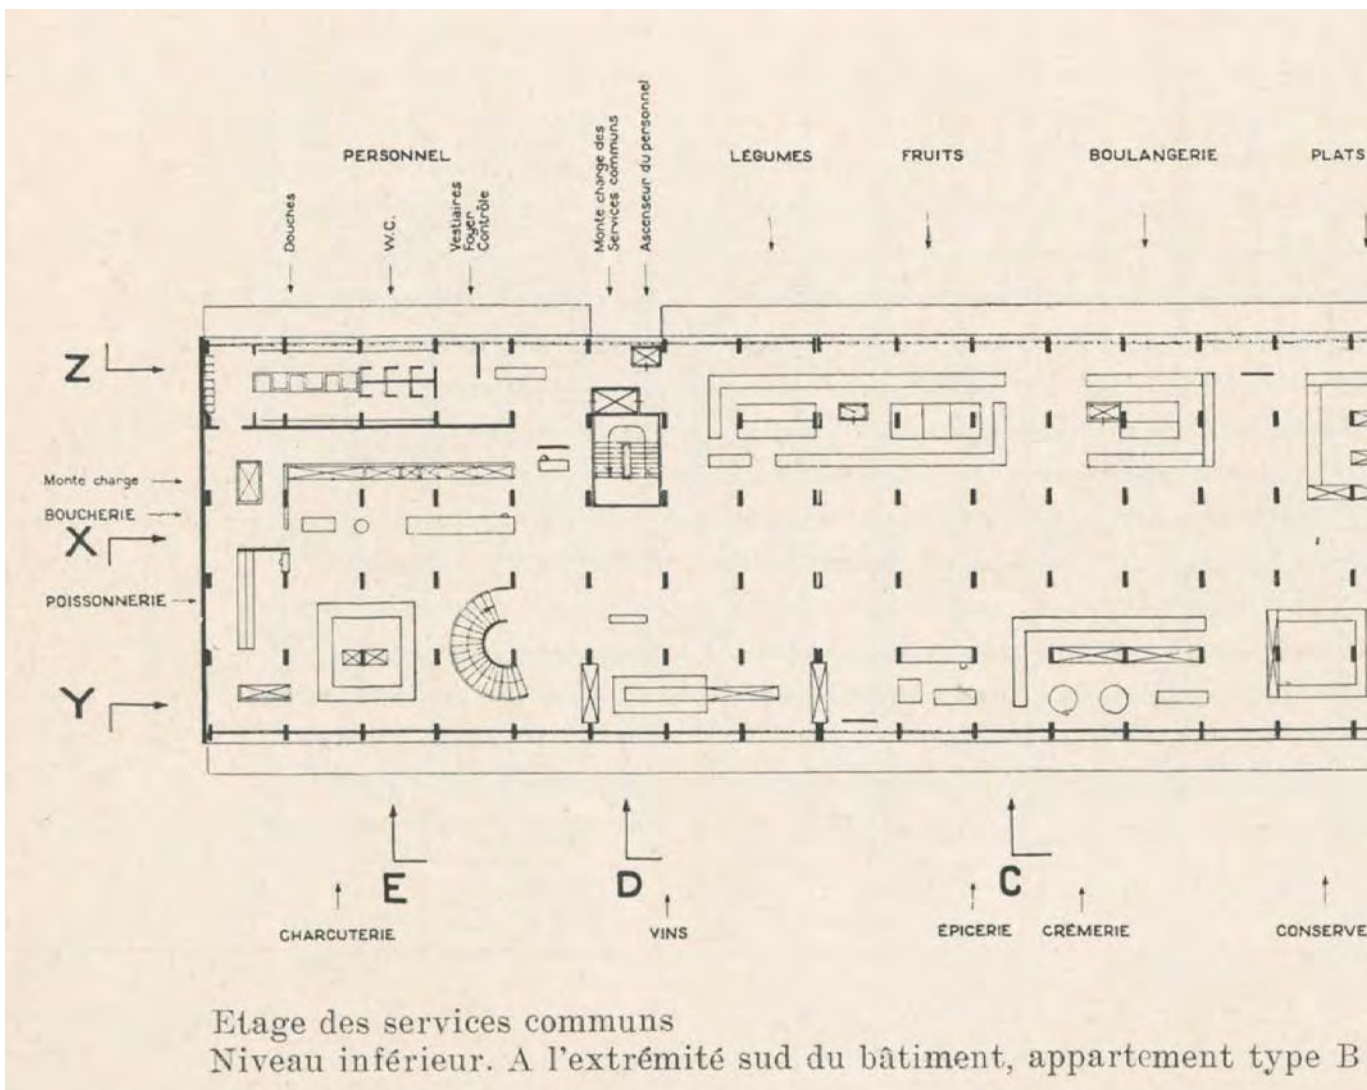 PERSONNEL
Douches
W.C.
Vestiaires
Foyer
Contrôle
Monte charge des
Services communs
Ascenseur du personnel
LÉGUMES
FRUITS
BOULANGERIE
PLATS
Z
Monte charge
BOUCHERIE
X
POISSONNERIE
Y
E
D
C
CHARCUTERIE
VINS
ÉPICERIE
CRÉMERIE
CONSERVE
Etage des services communs
Niveau inférieur. A l'extrémité sud du bâtiment, appartement type B